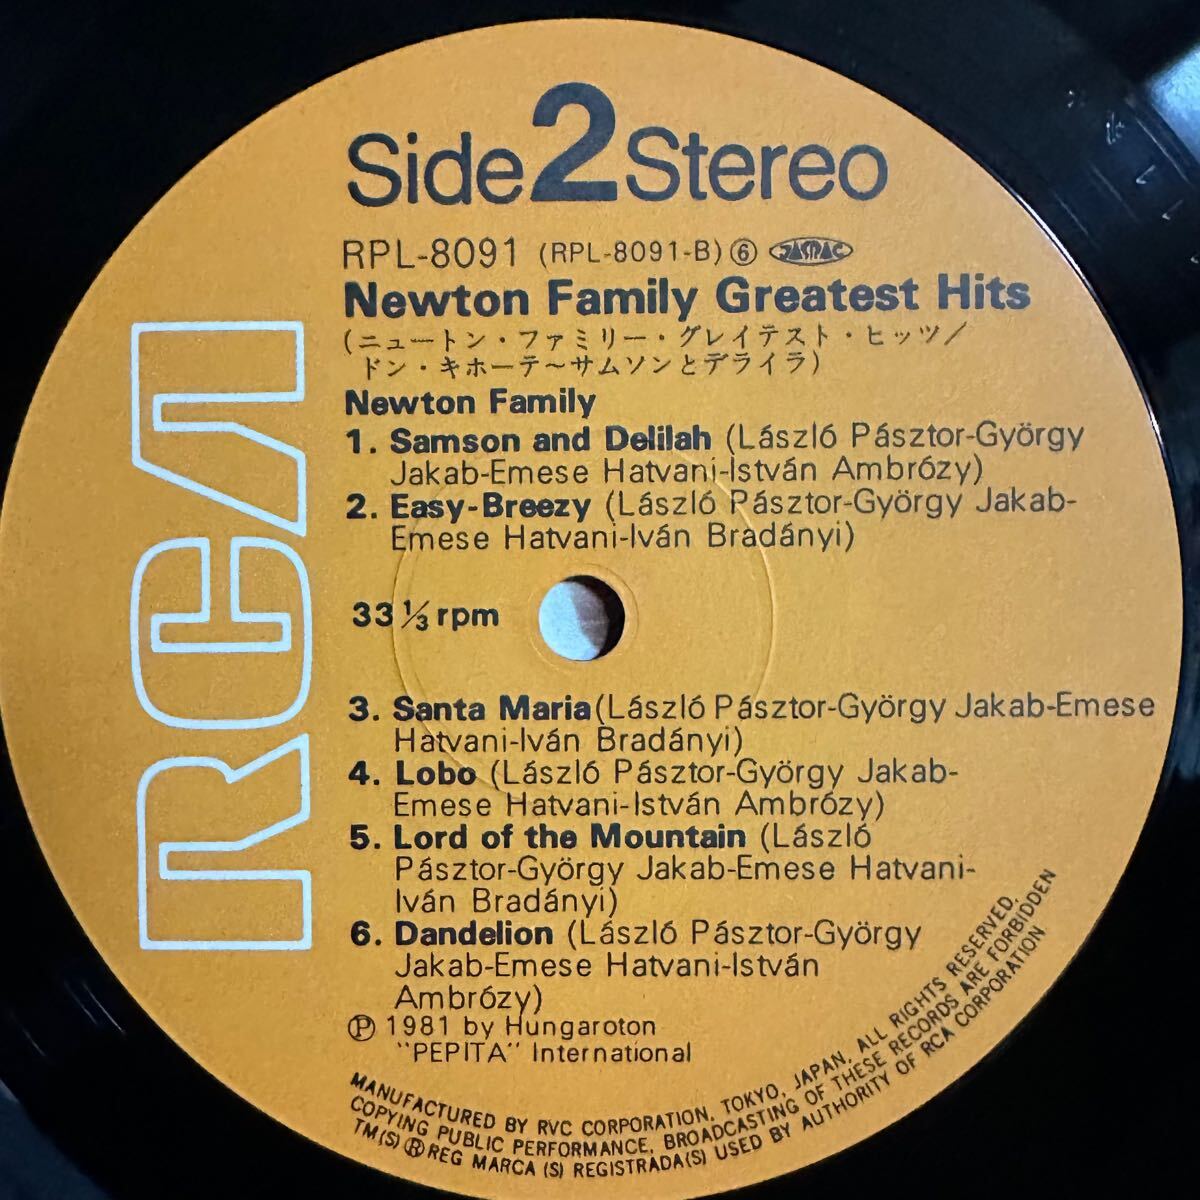 Side 2 Stereo
RPL-8091 (RPL-8091-B) ⑥ JASRAC
Newton Family Greatest Hits
(ニュートン・ファミリー・グレイテスト・ヒッツ/
ドン・キホーテ~サムソンとデライラ)
Newton Family
1. Samson and Delilah (László Pásztor-György
Jakab-Emese Hatvani-István Ambrózy)
2. Easy-Breezy (László Pásztor-György Jakab-
Emese Hatvani-Iván Bradányi)
33 1/3 rpm
3. Santa Maria (László Pásztor-György Jakab-Emese
Hatvani-Iván Bradányi)
4. Lobo (László Pásztor-György Jakab-
Emese Hatvani-István Ambrózy)
5. Lord of the Mountain (László
Pásztor-György Jakab-Emese Hatvani-
Iván Bradányi)
6. Dandelion (László Pásztor-György
Jakab-Emese Hatvani-István
Ambrózy)
Ⓟ 1981 by Hungaroton
"PEPITA" International
RCA
MANUFACTURED BY RVC CORPORATION, TOKYO, JAPAN. ALL RIGHTS RESERVED.
COPYING PUBLIC PERFORMANCE, BROADCASTING OF THESE RECORDS ARE FORBIDDEN
TM(S) ® REG MARCA (S) REGISTRADA(S) USED BY AUTHORITY OF RCA CORPORATION